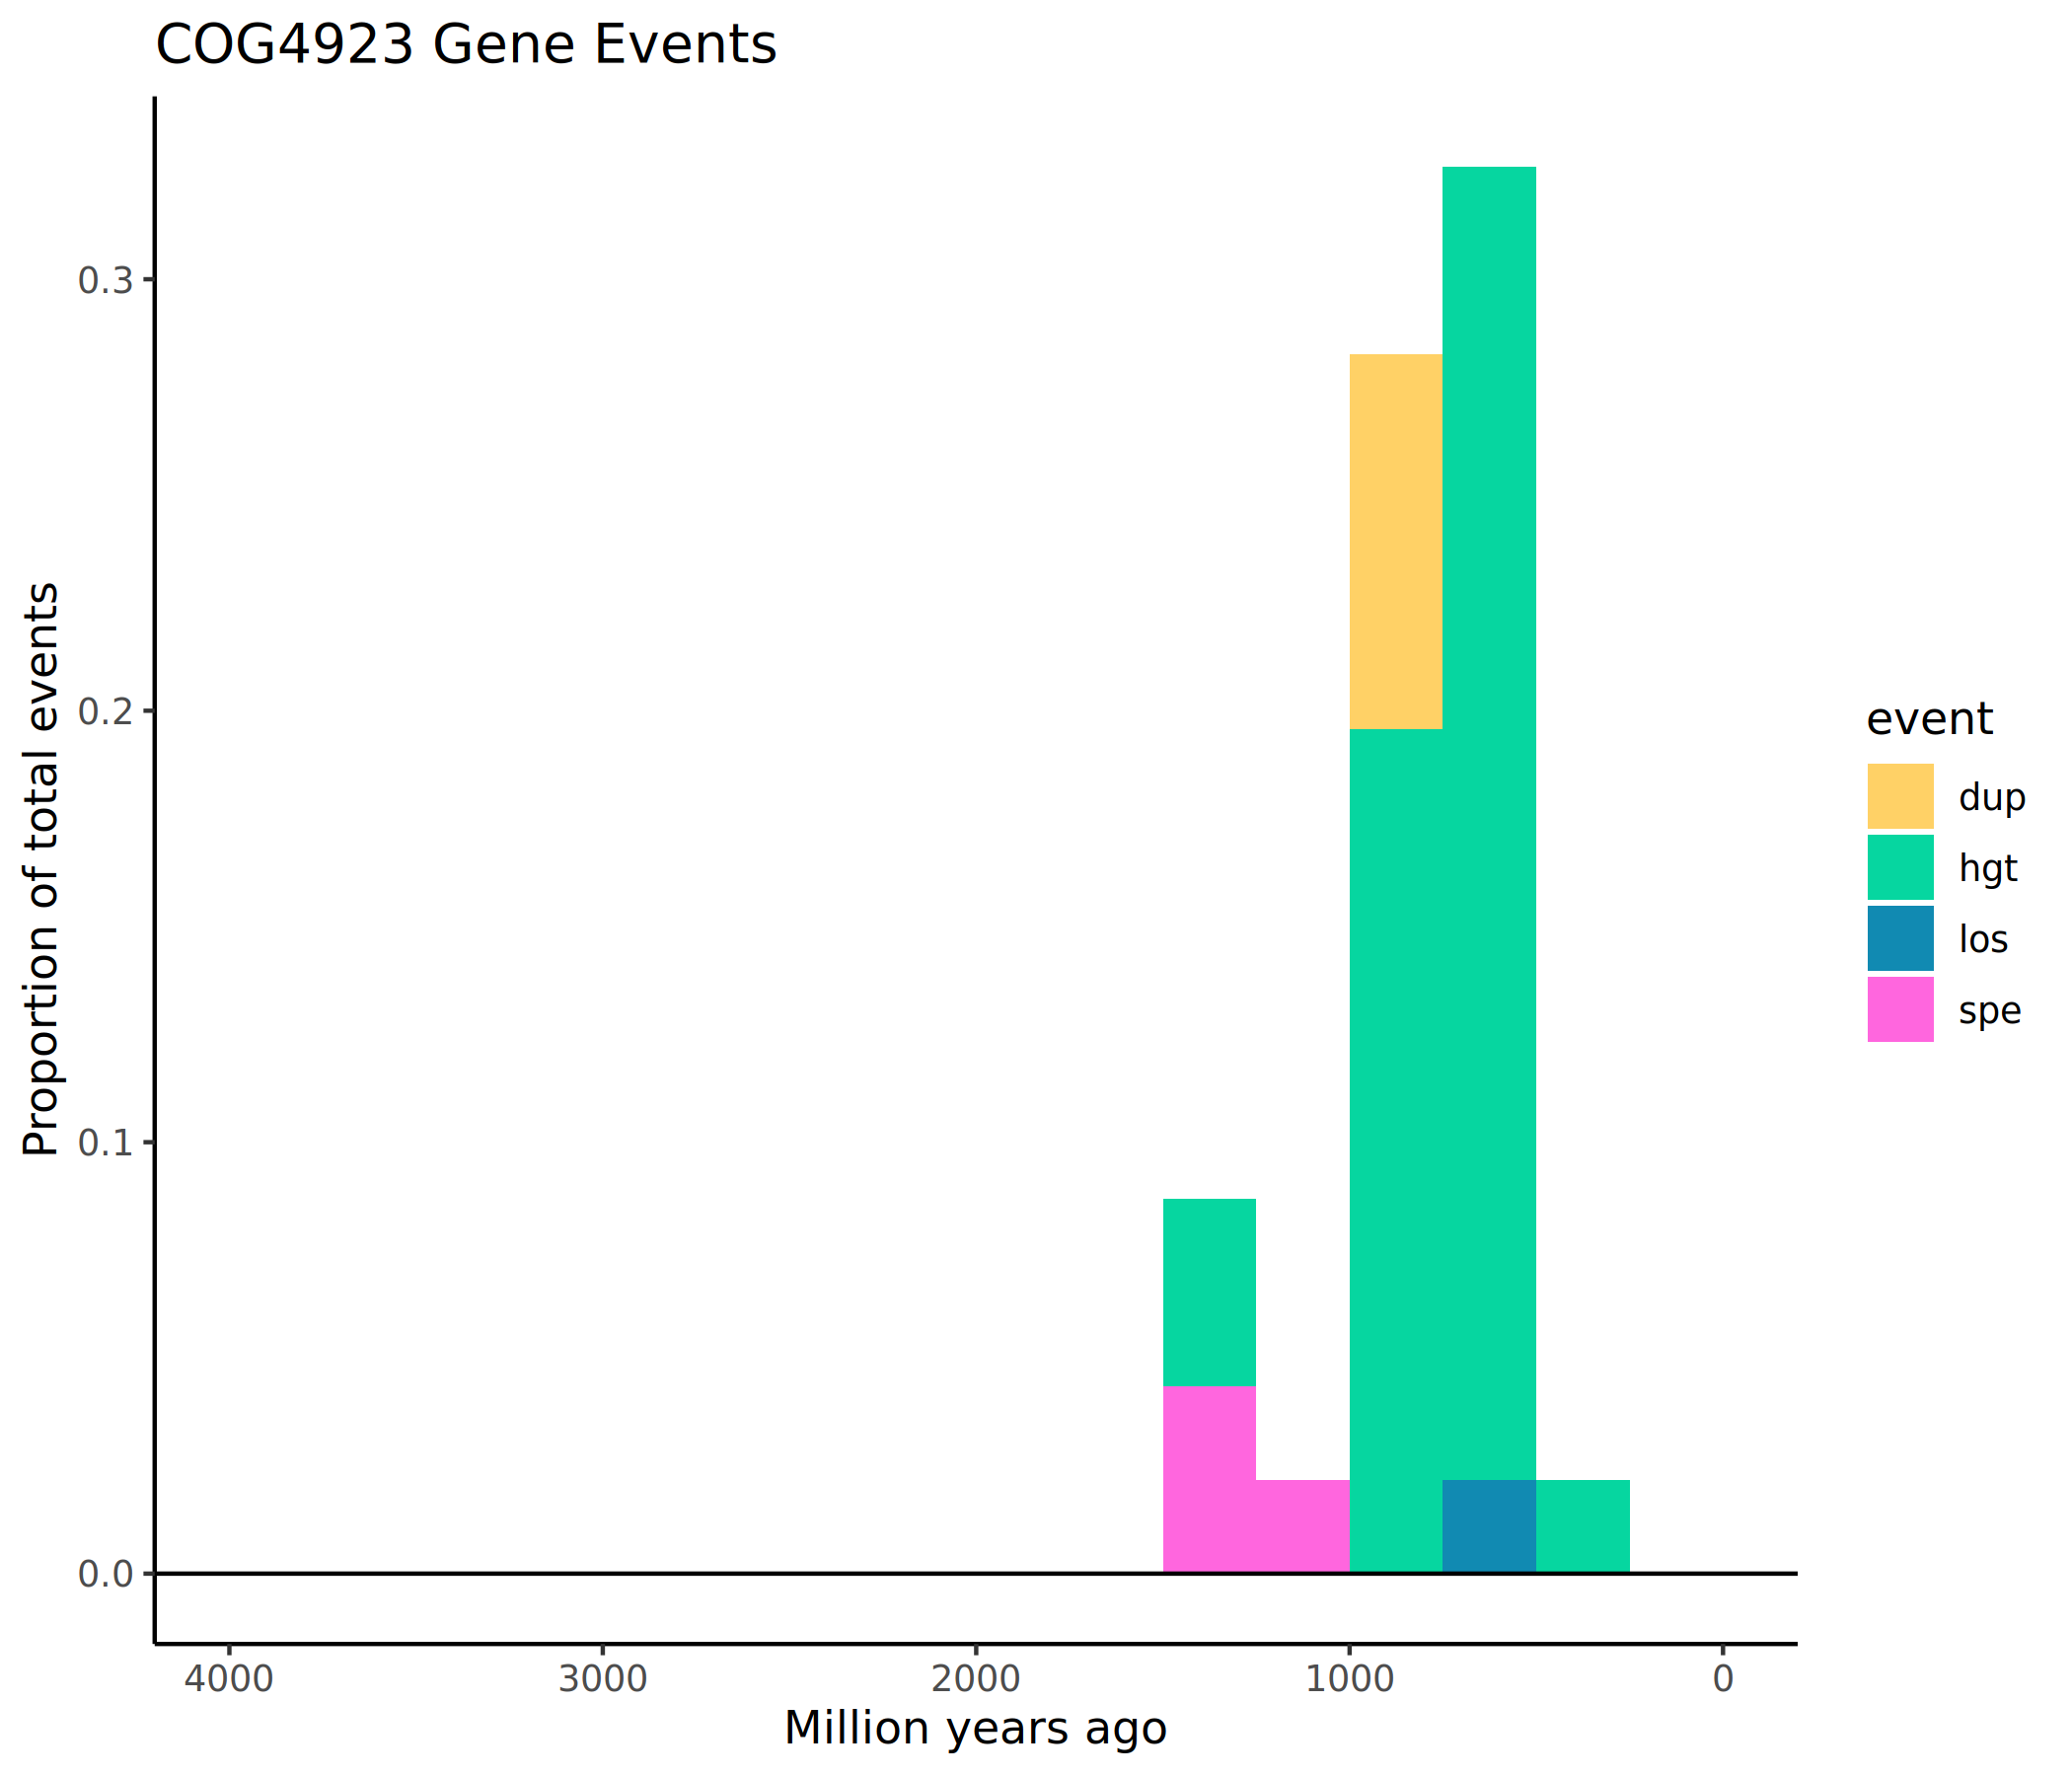 COG4923 Gene Events
Proportion of total events
0.3
0.2
0.1
0.0
4000 3000 2000 1000 0
Million years ago
event
dup
hgt
los
spe